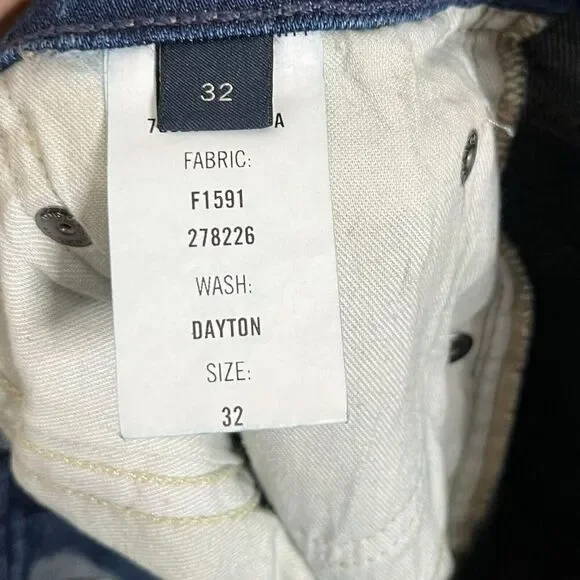 32
FABRIC:
F1591
278226
WASH:
DAYTON
SIZE:
32